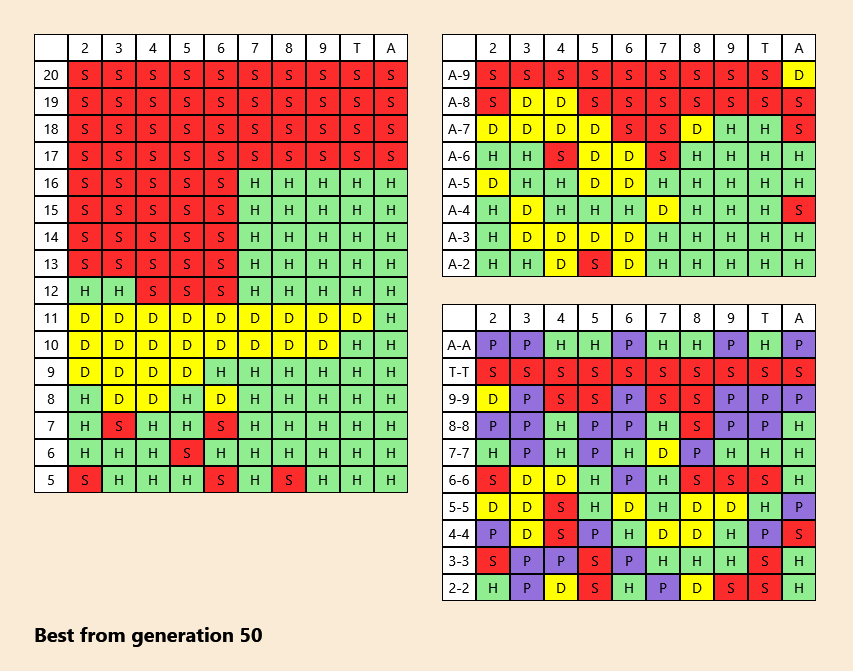 2 3 4 5 6 7 8 9 T A
20 S S S S S S S S S S
19 S S S S S S S S S S
18 S S S S S S S S S S
17 S S S S S S S S S S
16 S S S S S H H H H H
15 S S S S S H H H H H
14 S S S S S H H H H H
13 S S S S S H H H H H
12 H H S S S H H H H H
11 D D D D D D D D D H
10 D D D D D D D D H H
9 D D D D H H H H H H
8 H D D H D H H H H H
7 H S H H S H H H H H
6 H H H S H H H H H H
5 S H H H S H S H H H
2 3 4 5 6 7 8 9 T A
A-9 S S S S S S S S S D
A-8 S D D S S S S S S S
A-7 D D D D S S D H H S
A-6 H H S D D S H H H H
A-5 D H H D D H H H H H
A-4 H D H H H D H H H S
A-3 H D D D D H H H H H
A-2 H H D S D H H H H H
2 3 4 5 6 7 8 9 T A
A-A P P H H P H H P H P
T-T S S S S S S S S S S
9-9 D P S S P S S P P P
8-8 P P H P P H S P P H
7-7 H P H P H D P H H H
6-6 S D D H P H S S S H
5-5 D D S H D H D D H P
4-4 P D S P H D D H P S
3-3 S P P S P H H H S H
2-2 H P D S H P D S S H
Best from generation 50